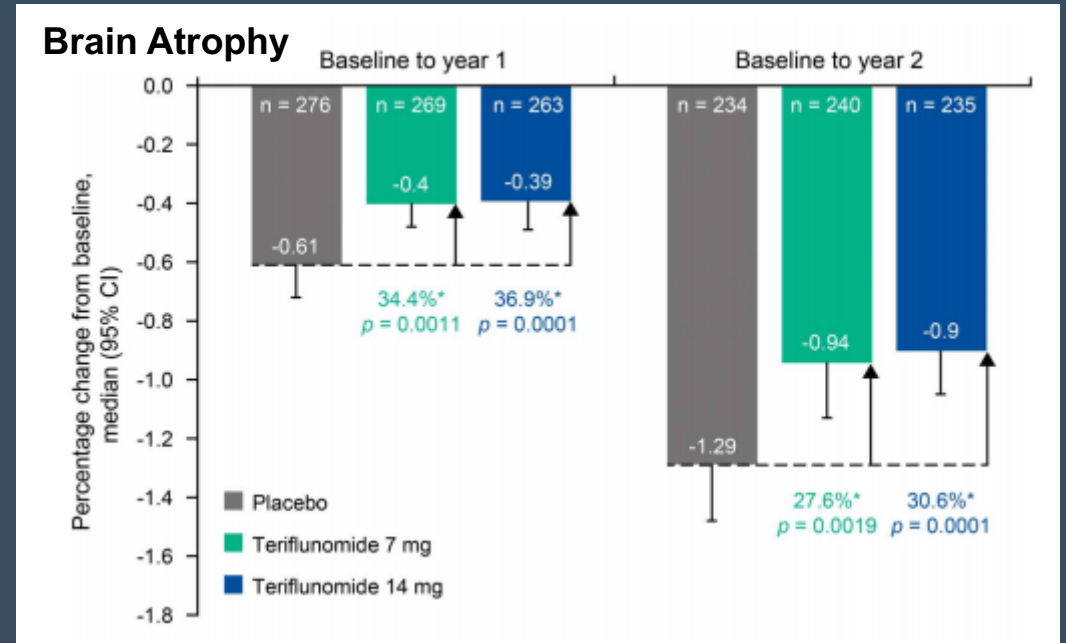 Brain Atrophy
Baseline to year 1
Baseline to year 2
Percentage change from baseline,
median (95% CI)
0.0
-0.2
-0.4
-0.6
-0.8
-1.0
-1.2
-1.4
-1.6
-1.8
n = 276
n = 269
n = 263
-0.61
-0.4
-0.39
34.4%*
p = 0.0011
36.9%*
p = 0.0001
n = 234
n = 240
n = 235
-1.29
-0.94
-0.9
27.6%*
p = 0.0019
30.6%*
p = 0.0001
Placebo
Teriflunomide 7 mg
Teriflunomide 14 mg